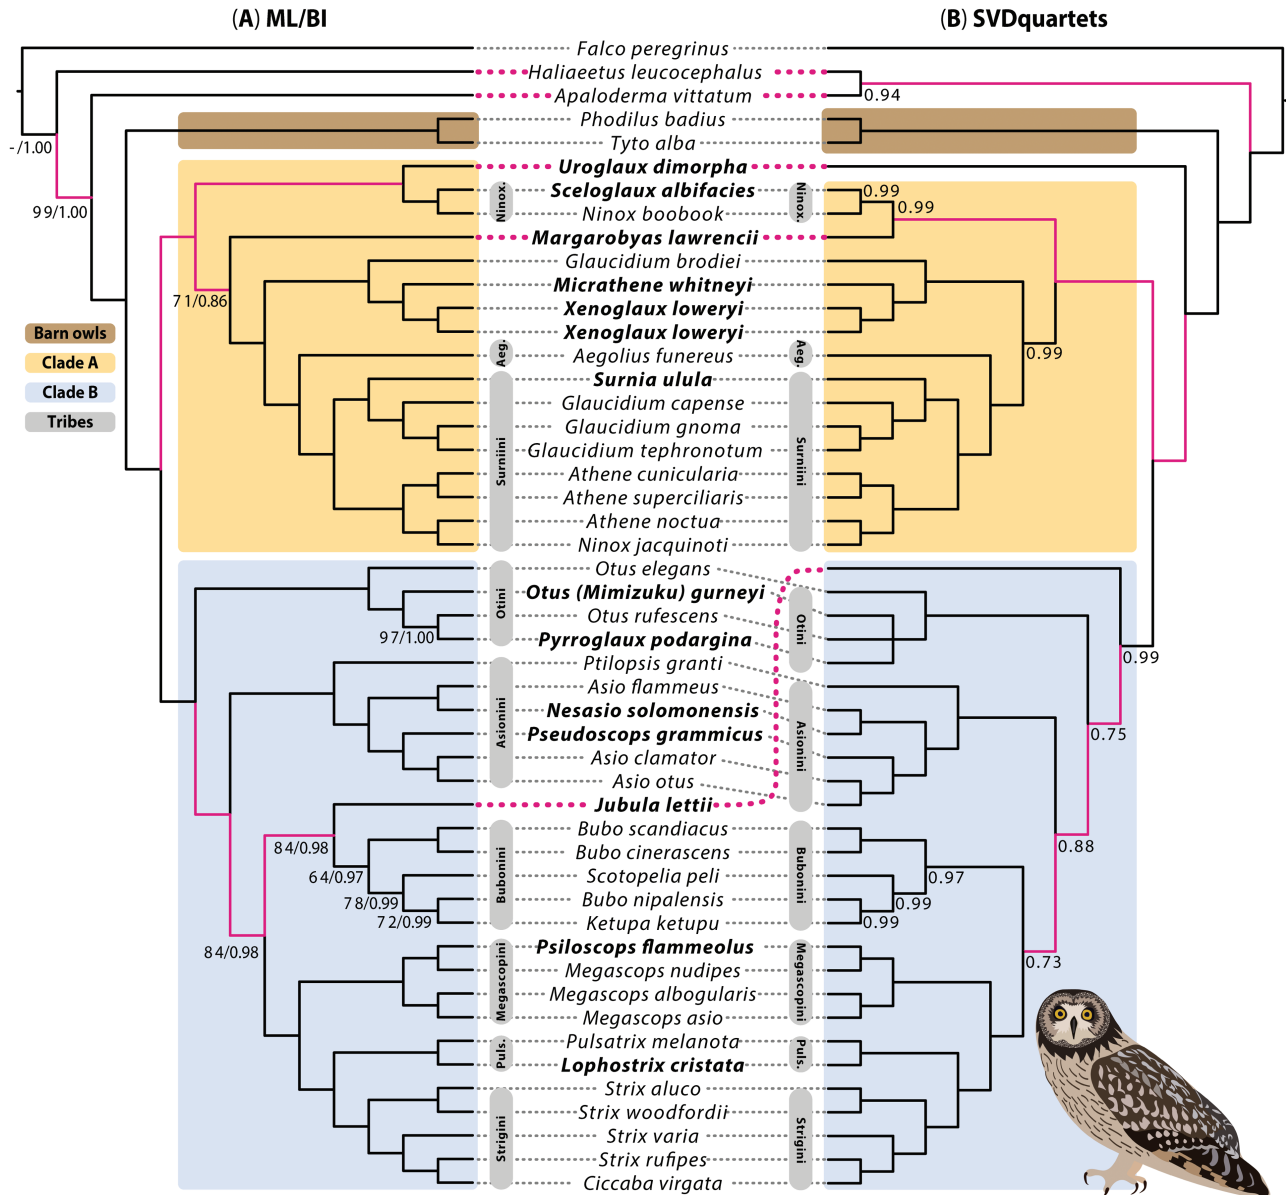 (A) ML/BI
(B) SVDquartets
Falco peregrinus
Haliaeetus leucocephalus
Apaloderma vittatum
0.94
Phodilus badius
-/1.00
Tyto alba
Uroglaux dimorpha
Ninox.
Sceloglaux albifacies
Ninox.
0.99
99/1.00
Ninox boobook
0.99
Margarobyas lawrencii
Glaucidium brodiei
Micrathene whitneyi
71/0.86
Xenoglaux loweryi
Barn owls
Xenoglaux loweryi
Aeg.
Aegolius funereus
Aeg.
0.99
Clade A
Surnia ulula
Clade B
Glaucidium capense
Tribes
Glaucidium gnoma
Surniini
Glaucidium tephronotum
Surniini
Athene cunicularia
Athene superciliaris
Athene noctua
Ninox jacquinoti
Otus elegans
Otini
Otus (Mimizuku) gurneyi
Otus rufescens
Otini
97/1.00
Pyrroglaux podargina
0.99
Ptilopsis granti
Asio flammeus
Nesasio solomonensis
Asionini
Pseudoscops grammicus
Asionini
0.75
Asio clamator
Asio otus
Jubula lettii
Bubo scandiacus
84/0.98
Bubo cinerascens
0.88
64/0.97
Bubonini
Scotopelia peli
Bubonini
0.97
78/0.99
Bubo nipalensis
0.99
72/0.99
Ketupa ketupu
0.99
84/0.98
Psiloscops flammeolus
0.73
Megascopini
Megascops nudipes
Megascopini
Megascops albogularis
Megascops asio
Puls.
Pulsatrix melanota
Puls.
Lophostrix cristata
Strix aluco
Strix woodfordii
Strigini
Strix varia
Strigini
Strix rufipes
Ciccaba virgata